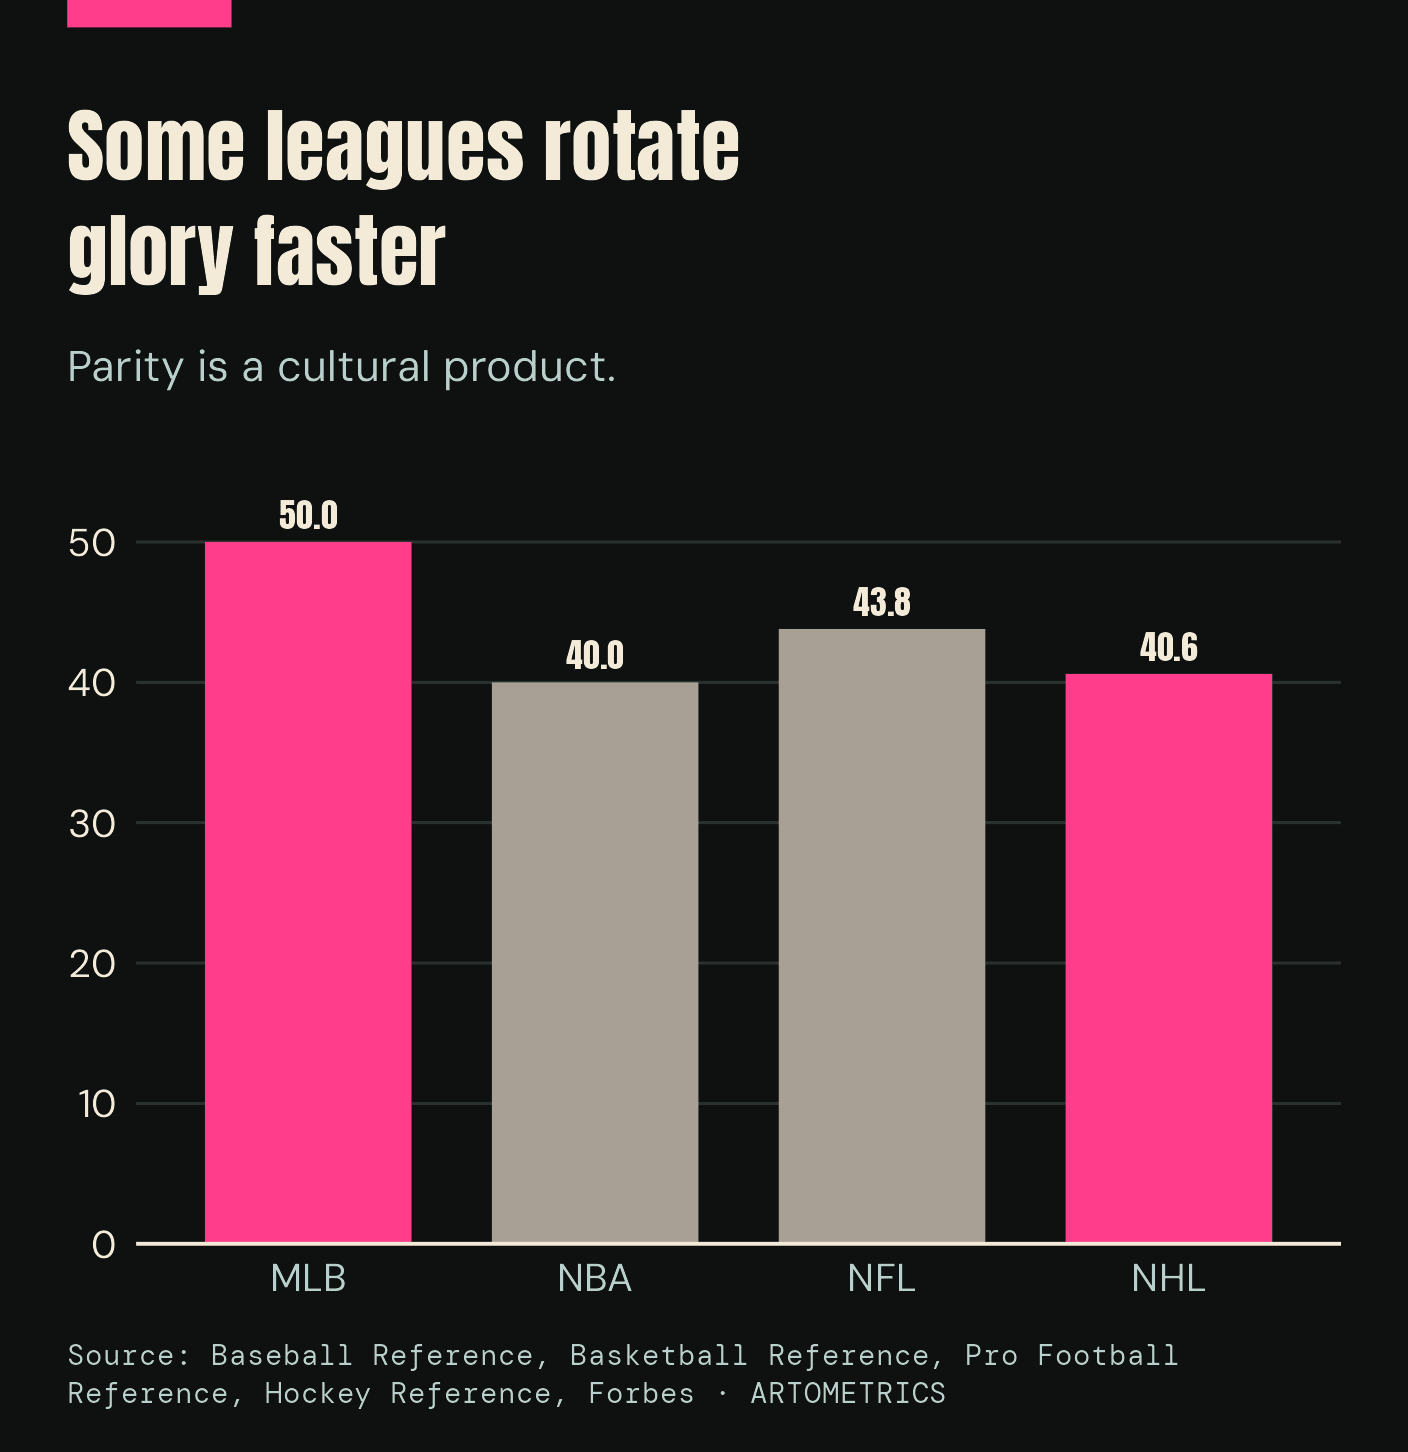 Some leagues rotate
glory faster
Parity is a cultural product.
50.0
50
43.8
40.6
40.0
40
30
20
10
0
MLB
NBA
NFL
NHL
Source: Baseball Reference, Basketball Reference, Pro Football
Reference, Hockey Reference, Forbes · ARTOMETRICS